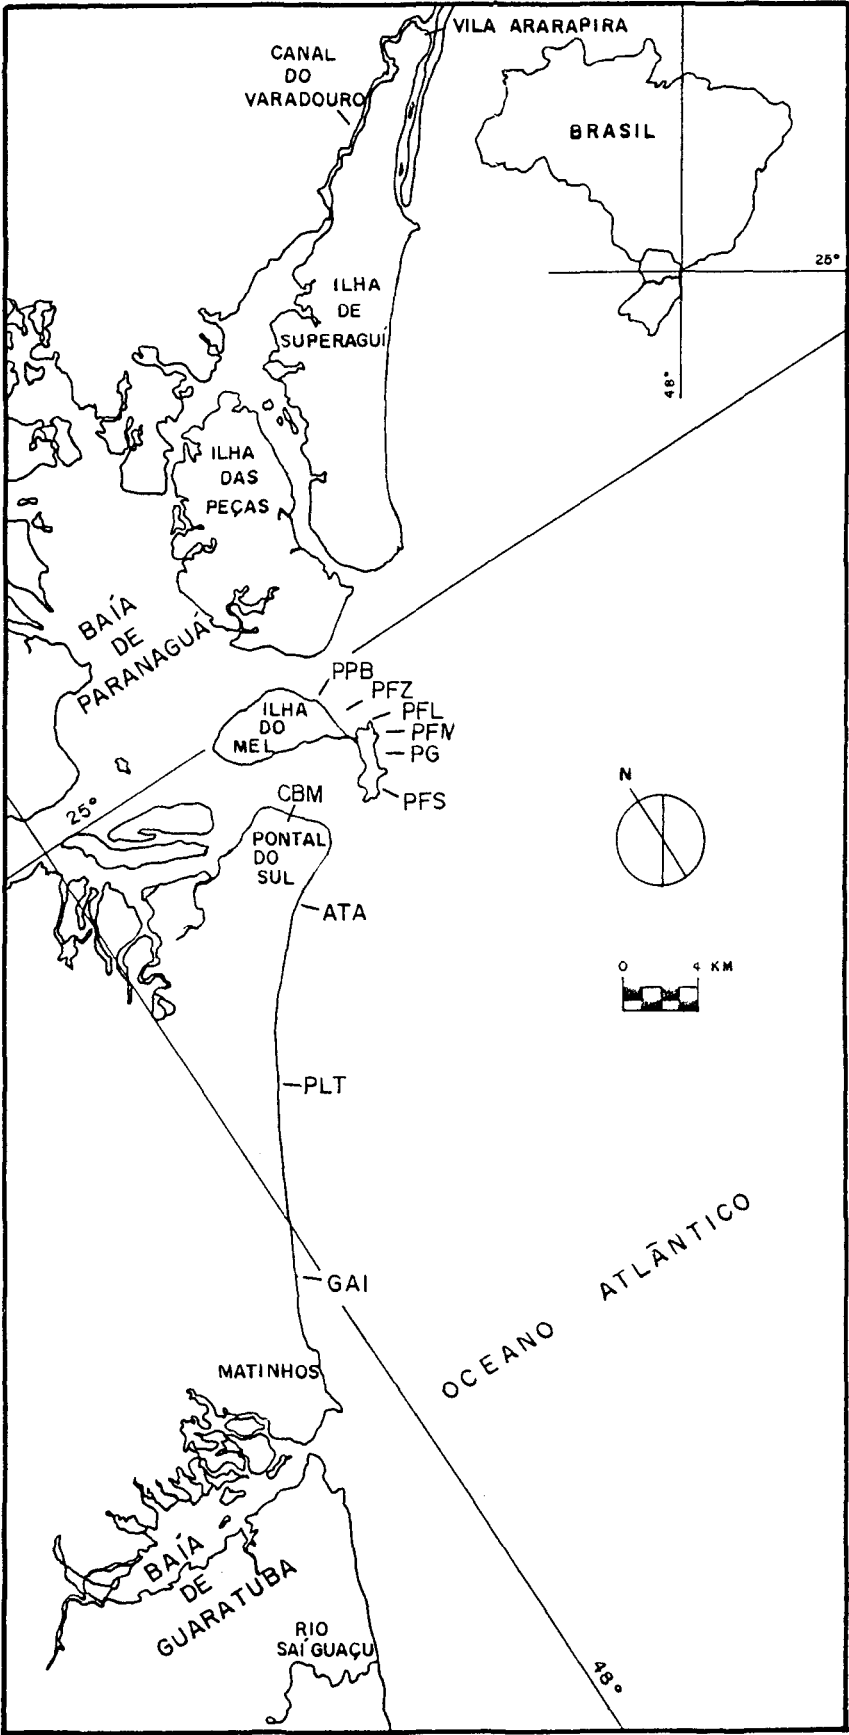 VILA ARARAPIRA
CANAL
DO
VARADOURO
BRASIL
25°
48°
ILHA
DE
SUPERAGUÍ
ILHA
DAS
PEÇAS
BAÍA
DE
PARANAGUÁ
PPB
PFZ
PFL
PFM
PG
PFS
ILHA
DO
MEL
25°
CBM
PONTAL
DO
SUL
ATA
N
0 4 KM
PLT
GAI
OCEANO ATLÂNTICO
MATINHOS
BAÍA
DE
GUARATUBA
RIO
SAÍ GUAÇU
48°